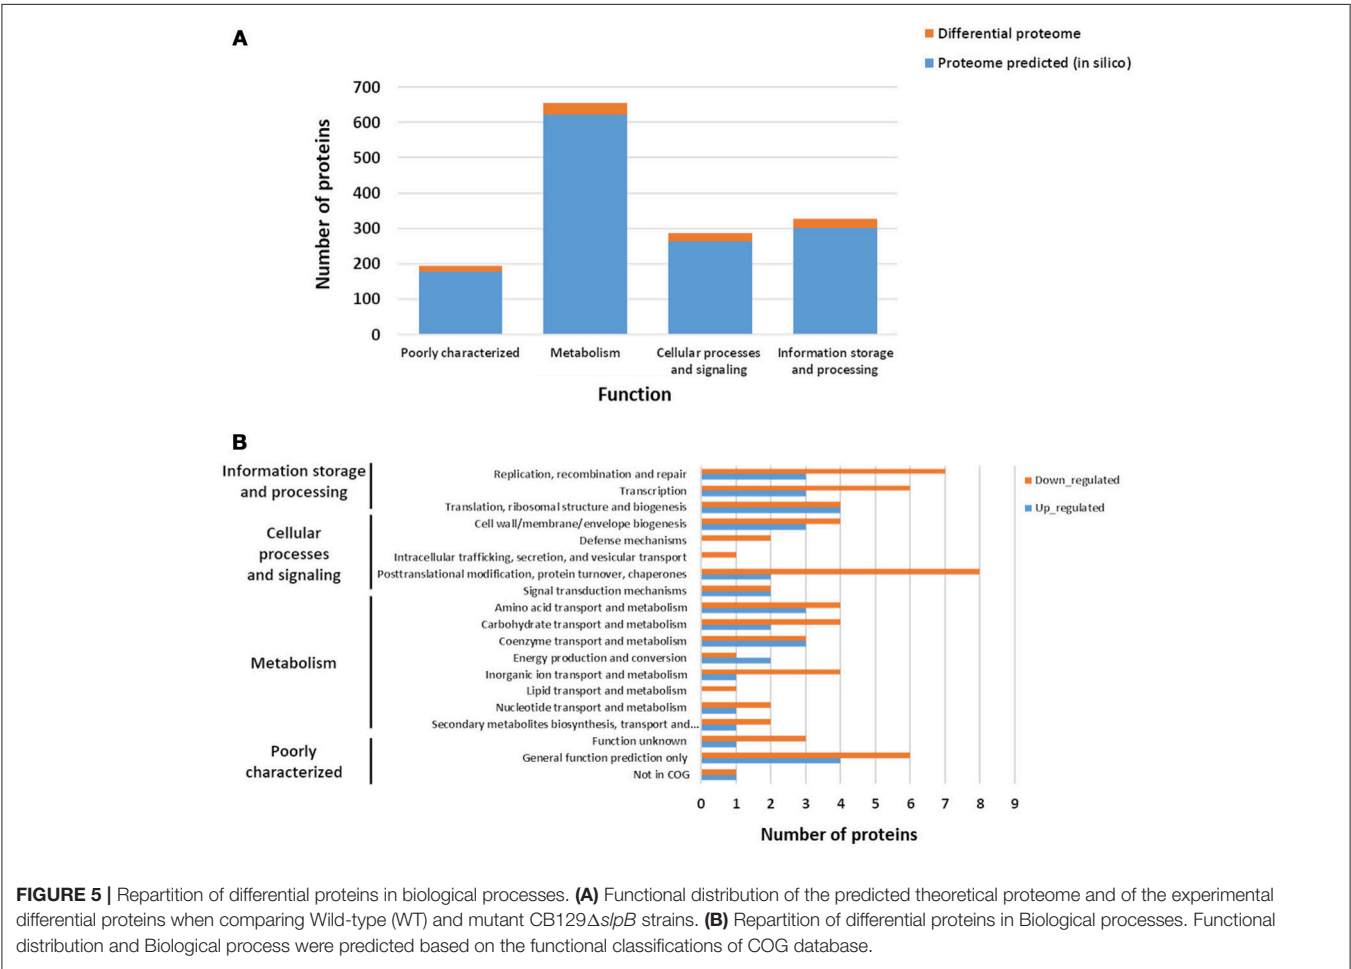 A
Differential proteome
Proteome predicted (in silico)
Number of proteins
700
600
500
400
300
200
100
0
Poorly characterized
Metabolism
Cellular processes
and signaling
Information storage
and processing
Function
B
Information storage
and processing
Cellular
processes
and signaling
Metabolism
Poorly
characterized
Replication, recombination and repair
Transcription
Translation, ribosomal structure and biogenesis
Cell wall/membrane/envelope biogenesis
Defense mechanisms
Intracellular trafficking, secretion, and vesicular transport
Posttranslational modification, protein turnover, chaperones
Signal transduction mechanisms
Amino acid transport and metabolism
Carbohydrate transport and metabolism
Coenzyme transport and metabolism
Energy production and conversion
Inorganic ion transport and metabolism
Lipid transport and metabolism
Nucleotide transport and metabolism
Secondary metabolites biosynthesis, transport and...
Function unknown
General function prediction only
Not in COG
Down_regulated
Up_regulated
0 1 2 3 4 5 6 7 8 9
Number of proteins
FIGURE 5 | Repartition of differential proteins in biological processes. (A) Functional distribution of the predicted theoretical proteome and of the experimental
differential proteins when comparing Wild-type (WT) and mutant CB129ΔslpB strains. (B) Repartition of differential proteins in Biological processes. Functional
distribution and Biological process were predicted based on the functional classifications of COG database.